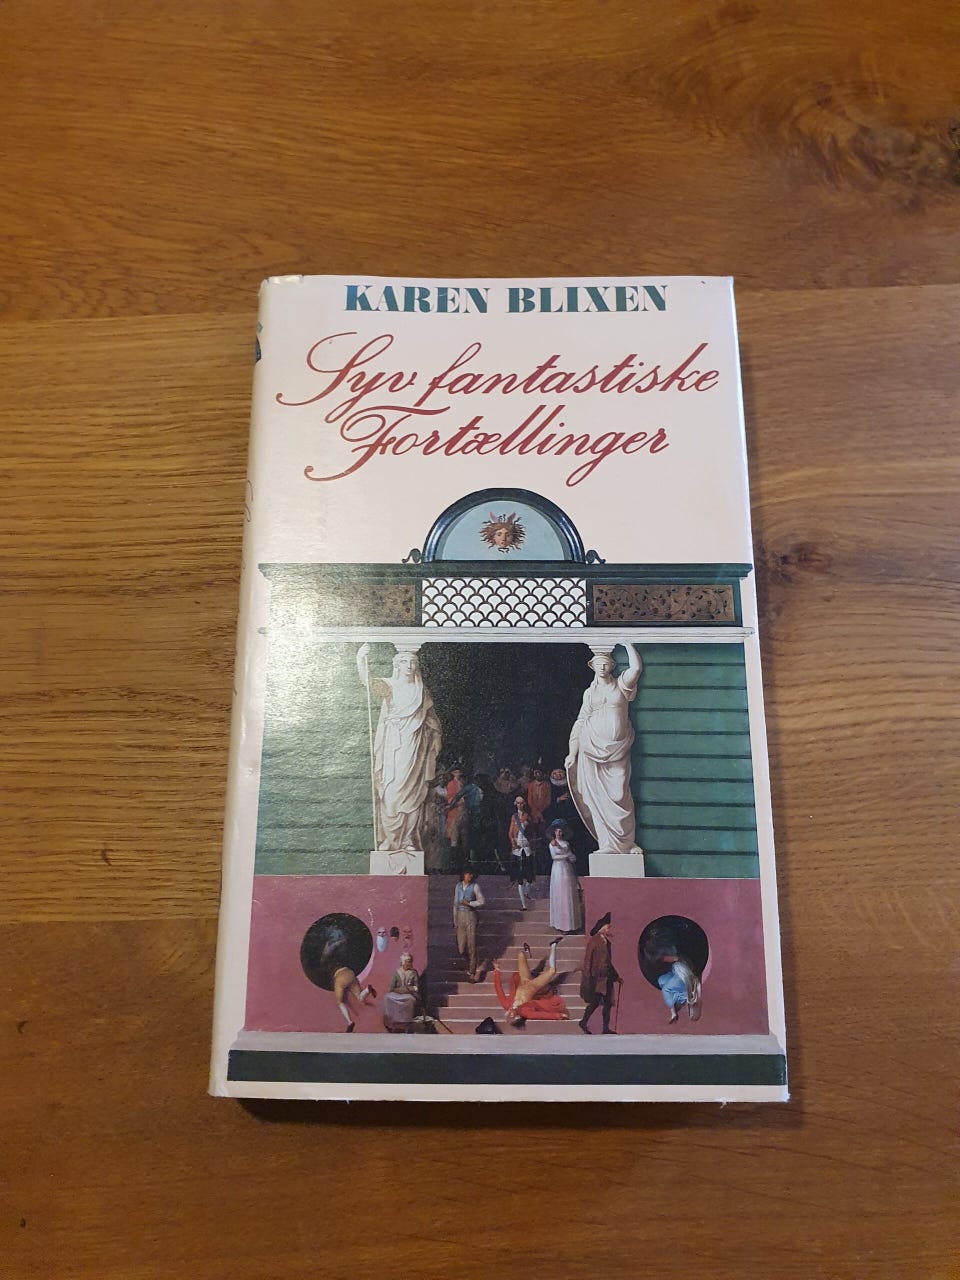 KAREN BLIXEN
Syv fantastiske
Fortællinger